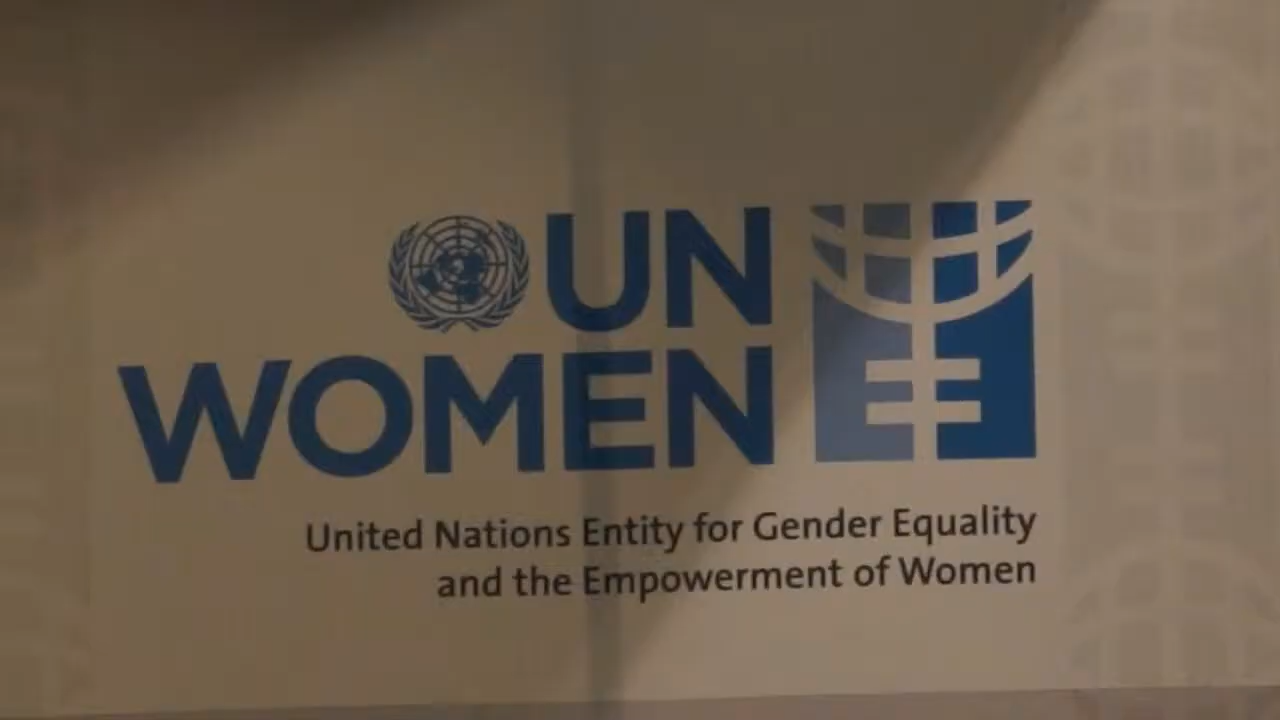 UN
WOMEN
United Nations Entity for Gender Equality
and the Empowerment of Women